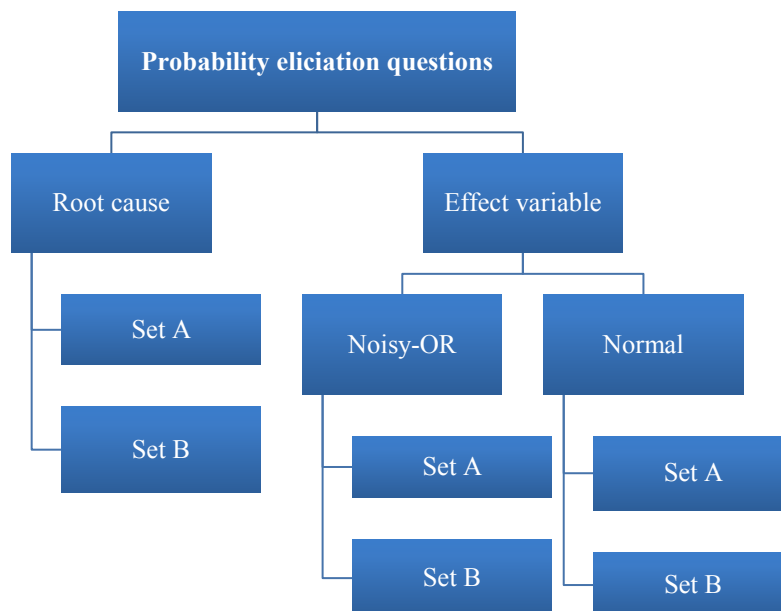 Probability eliciation questions
Root cause
Effect variable
Set A
Set B
Noisy-OR
Normal
Set A
Set B
Set A
Set B